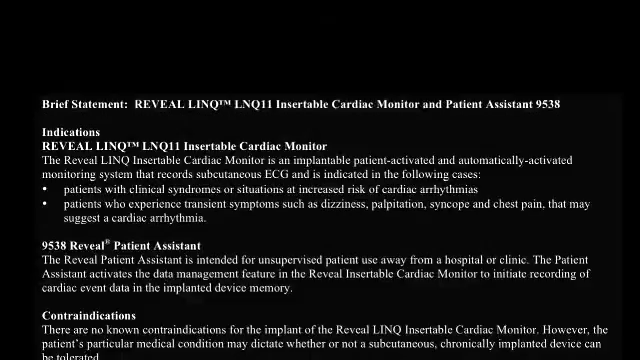 Brief Statement: REVEAL LINQ™ LNQ11 Insertable Cardiac Monitor and Patient Assistant 9538
Indications
REVEAL LINQ™ LNQ11 Insertable Cardiac Monitor
The Reveal LINQ Insertable Cardiac Monitor is an implantable patient-activated and automatically-activated
monitoring system that records subcutaneous ECG and is indicated in the following cases:
• patients with clinical syndromes or situations at increased risk of cardiac arrhythmias
• patients who experience transient symptoms such as dizziness, palpitation, syncope and chest pain, that may
suggest a cardiac arrhythmia.
9538 Reveal® Patient Assistant
The Reveal Patient Assistant is intended for unsupervised patient use away from a hospital or clinic. The Patient
Assistant activates the data management feature in the Reveal Insertable Cardiac Monitor to initiate recording of
cardiac event data in the implanted device memory.
Contraindications
There are no known contraindications for the implant of the Reveal LINQ Insertable Cardiac Monitor. However, the
patient's particular medical condition may dictate whether or not a subcutaneous, chronically implanted device can
be tolerated.